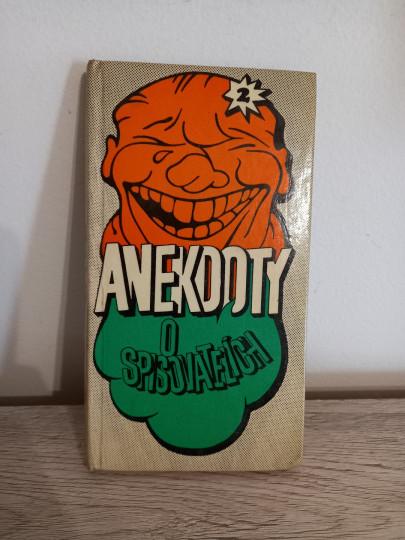 2
ANEKDOTY
O
SPISOVATELÍCH